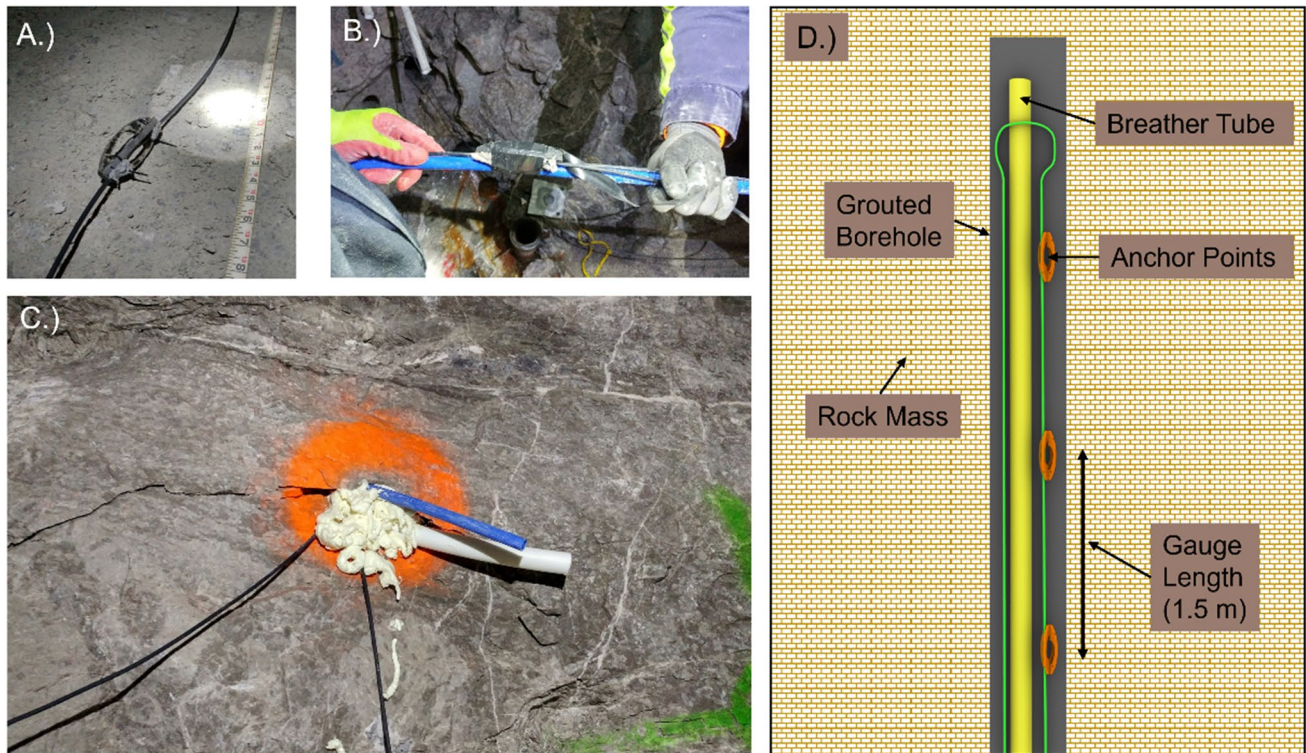 A.)
B.)
C.)
D.)
Breather Tube
Grouted
Borehole
Anchor Points
Rock Mass
Gauge
Length
(1.5 m)